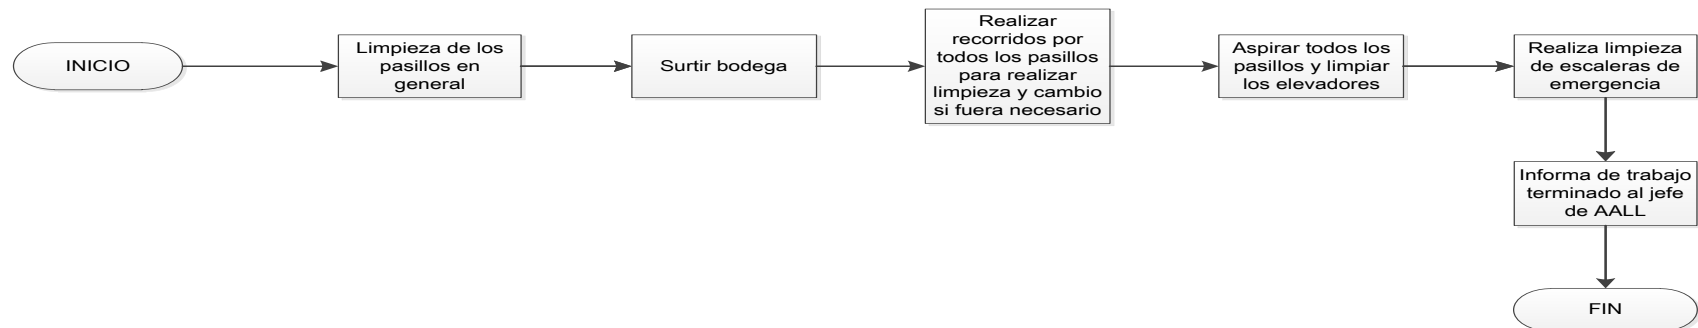 INICIO
Limpieza de los
pasillos en
general
Surtir bodega
Realizar
recorridos por
todos los pasillos
para realizar
limpieza y cambio
si fuera necesario
Aspirar todos los
pasillos y limpiar
los elevadores
Realiza limpieza
de escaleras de
emergencia
Informa de trabajo
terminado al jefe
de AALL
FIN